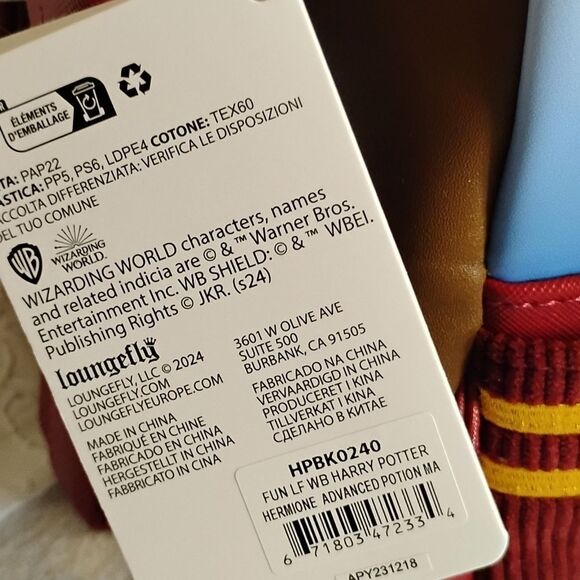 ÉLÉMENTS
D'EMBALLAGE
PAP22
PP5, PS6, LDPE4 COTONE: TEX60
DIFFERENZIATA: VERIFICA LE DISPOSIZIONI
DEL TUO COMUNE
WB
WIZARDING
WORLD
WIZARDING WORLD characters, names
and related indicia are © & ™ Warner Bros.
Entertainment Inc. WB SHIELD: © & ™ WBEI.
Publishing Rights © JKR. (s24)
loungefly
LOUNGEFLY, LLC © 2024
LOUNGEFLY.COM
LOUNGEFLYEUROPE.COM
MADE IN CHINA
FABRIQUÉ EN CHINE
FABRICADO EN CHINA
HERGESTELLT IN CHINA
FABBRICATO IN CINA
3601 W OLIVE AVE
SUITE 500
BURBANK, CA 91505
FABRICADO NA CHINA
VERVAARDIGD IN CHINA
PRODUCERET I KINA
TILLVERKAT I KINA
СДЕЛАНО В КИТАЕ
HPBK0240
FUN LF WB HARRY POTTER
HERMIONE ADVANCED POTION MA
6 71803 47233 4
APY231218